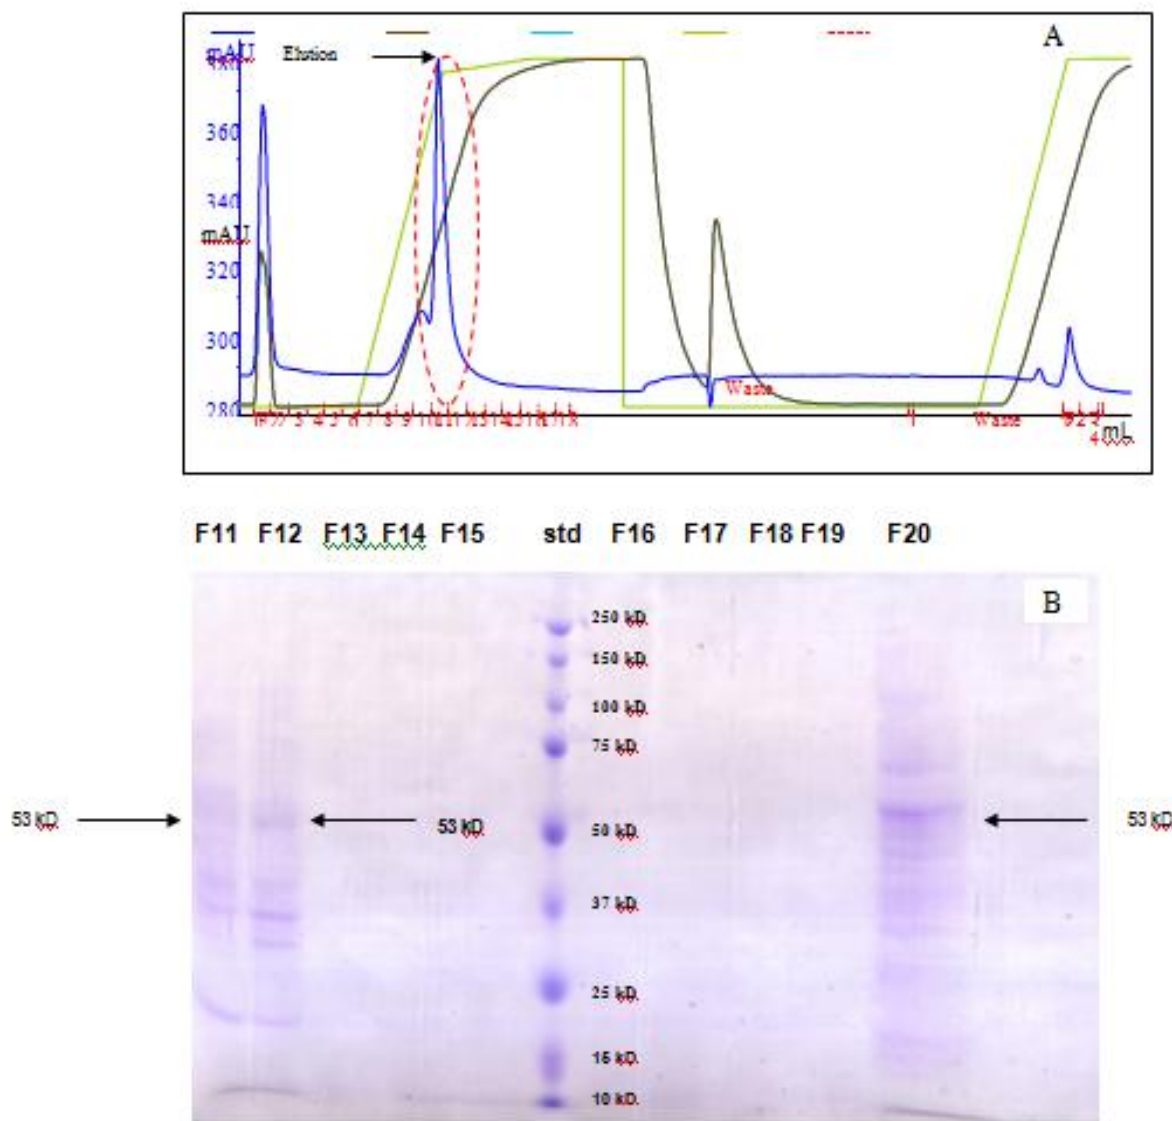 A
mAU
Elution
360
340
mAU
320
300
280
Waste
Waste
mL
F11 F12 F13 F14 F15 std F16 F17 F18 F19 F20
B
250 kD.
150 kD.
100 kD.
75 kD.
53 kD
53 kD.
50 kD.
53 kD
37 kD.
25 kD.
15 kD.
10 kD.